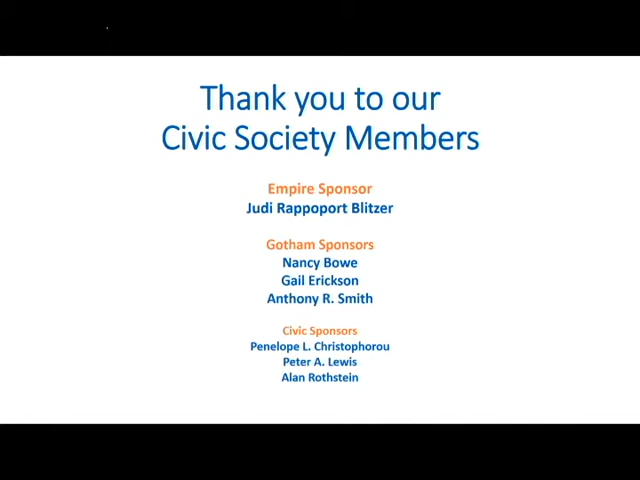 Thank you to our
Civic Society Members
Empire Sponsor
Judi Rappoport Blitzer
Gotham Sponsors
Nancy Bowe
Gail Erickson
Anthony R. Smith
Civic Sponsors
Penelope L. Christophorou
Peter A. Lewis
Alan Rothstein